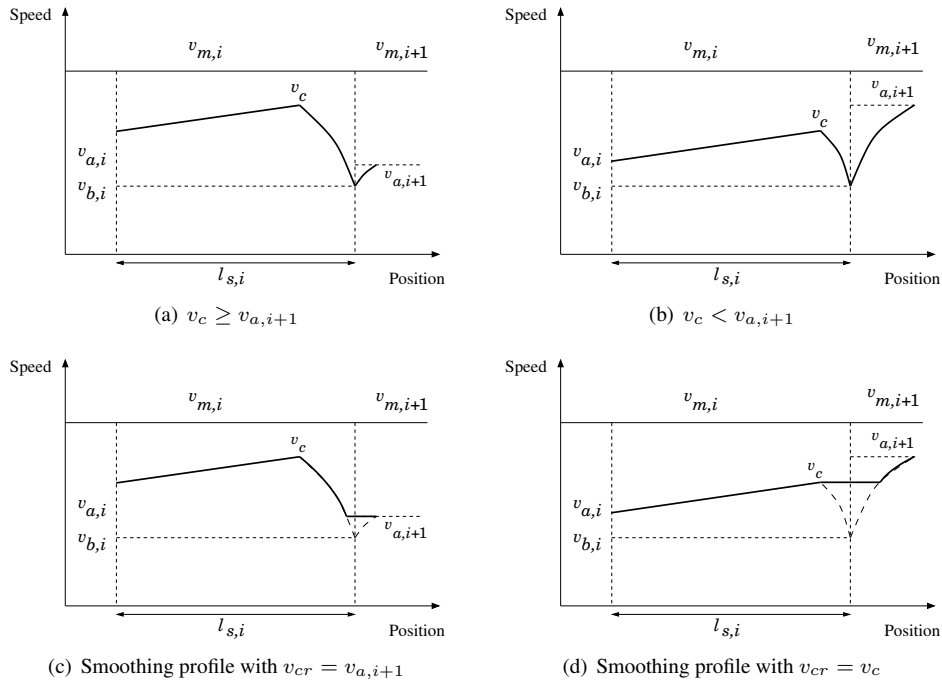 Speed
v_{m,i}
v_{m,i+1}
v_c
v_{a,i}
v_{b,i}
v_{a,i+1}
l_{s,i}
Position
(a) v_c ≥ v_{a,i+1}
Speed
v_{m,i}
v_{m,i+1}
v_{a,i+1}
v_c
v_{a,i}
v_{b,i}
l_{s,i}
Position
(b) v_c < v_{a,i+1}
Speed
v_{m,i}
v_{m,i+1}
v_c
v_{a,i}
v_{b,i}
v_{a,i+1}
l_{s,i}
Position
(c) Smoothing profile with v_{cr} = v_{a,i+1}
Speed
v_{m,i}
v_{m,i+1}
v_{a,i+1}
v_c
v_{a,i}
v_{b,i}
l_{s,i}
Position
(d) Smoothing profile with v_{cr} = v_c